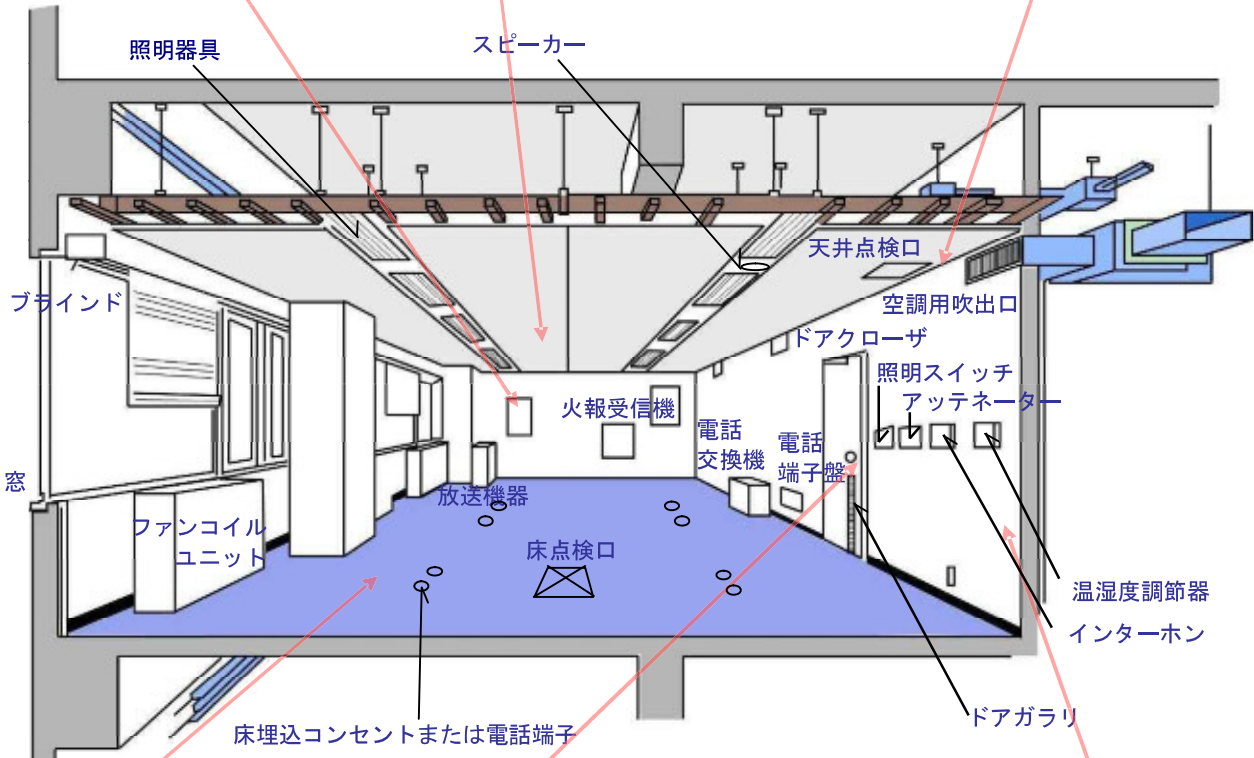 照明器具
スピーカー
天井点検口
空調用吹出口
ブラインド
ドアクローザ
照明スイッチ
アッテネーター
火報受信機
電話
交換機
電話
端子盤
窓
放送機器
ファンコイル
ユニット
床点検口
温湿度調節器
インターホン
ドアガラリ
床埋込コンセントまたは電話端子